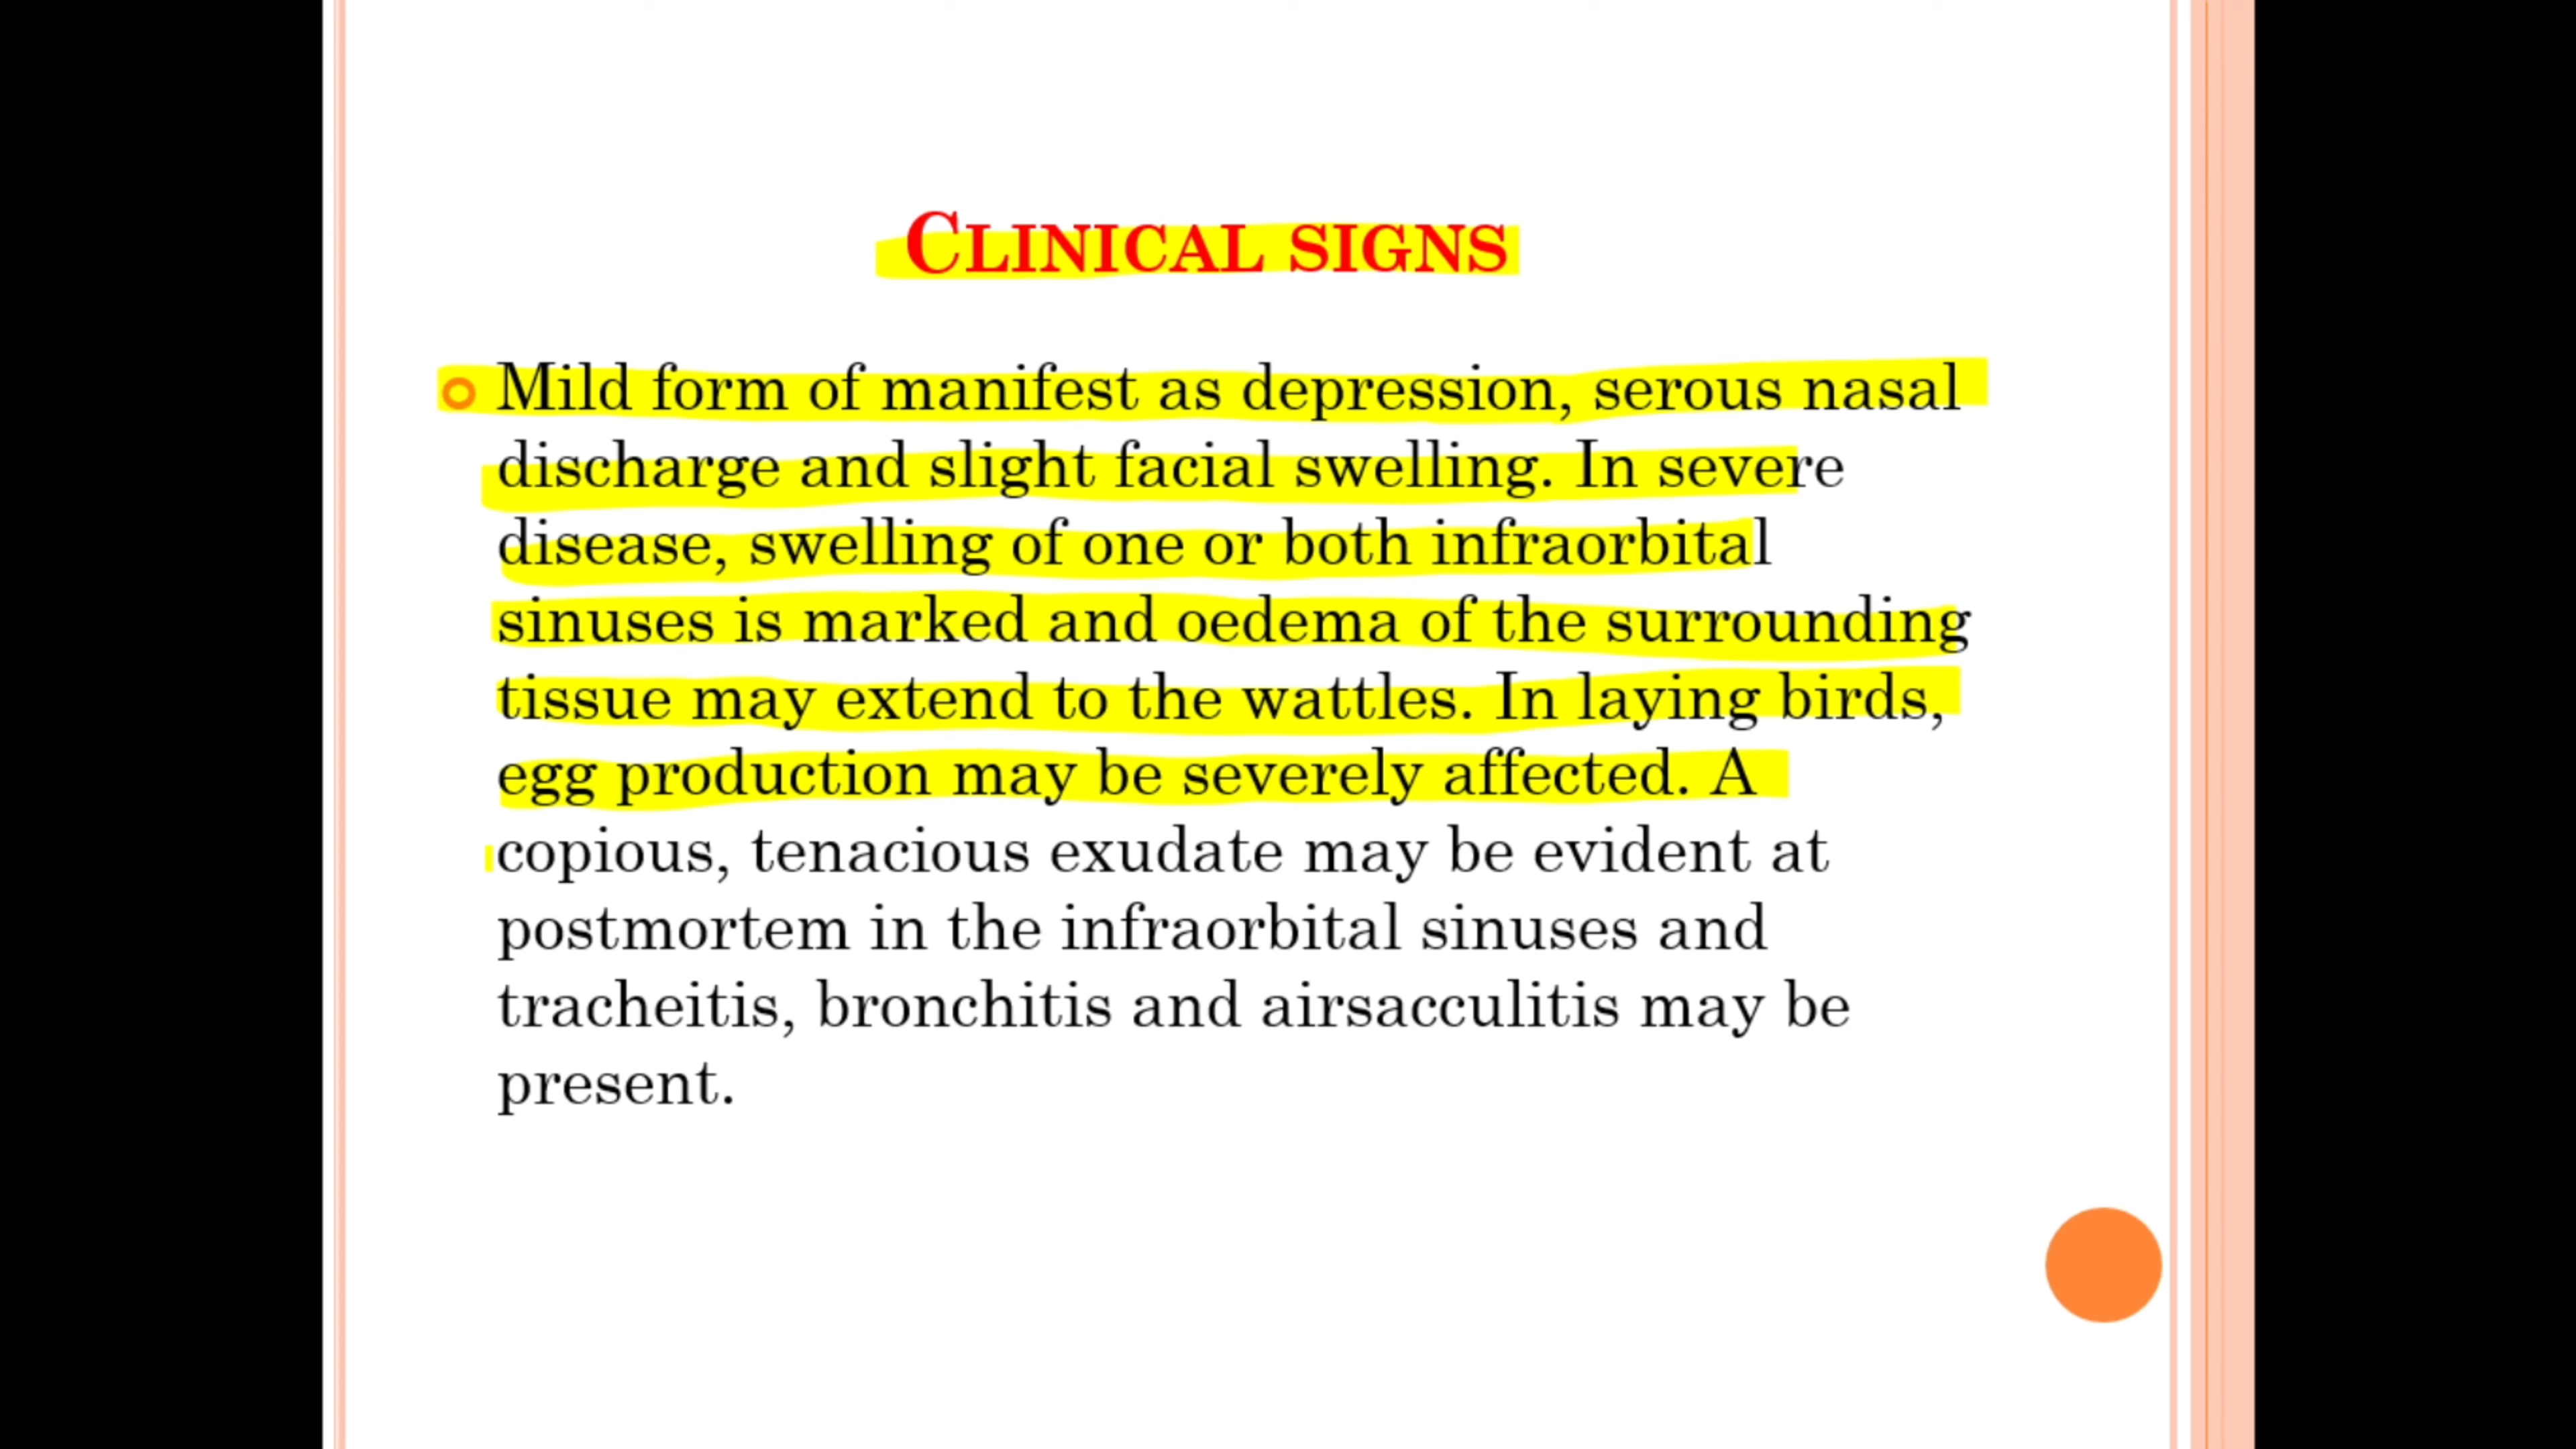 CLINICAL SIGNS
Mild form of manifest as depression, serous nasal
discharge and slight facial swelling. In severe
disease, swelling of one or both infraorbital
sinuses is marked and oedema of the surrounding
tissue may extend to the wattles. In laying birds,
egg production may be severely affected. A
copious, tenacious exudate may be evident at
postmortem in the infraorbital sinuses and
tracheitis, bronchitis and airsacculitis may be
present.